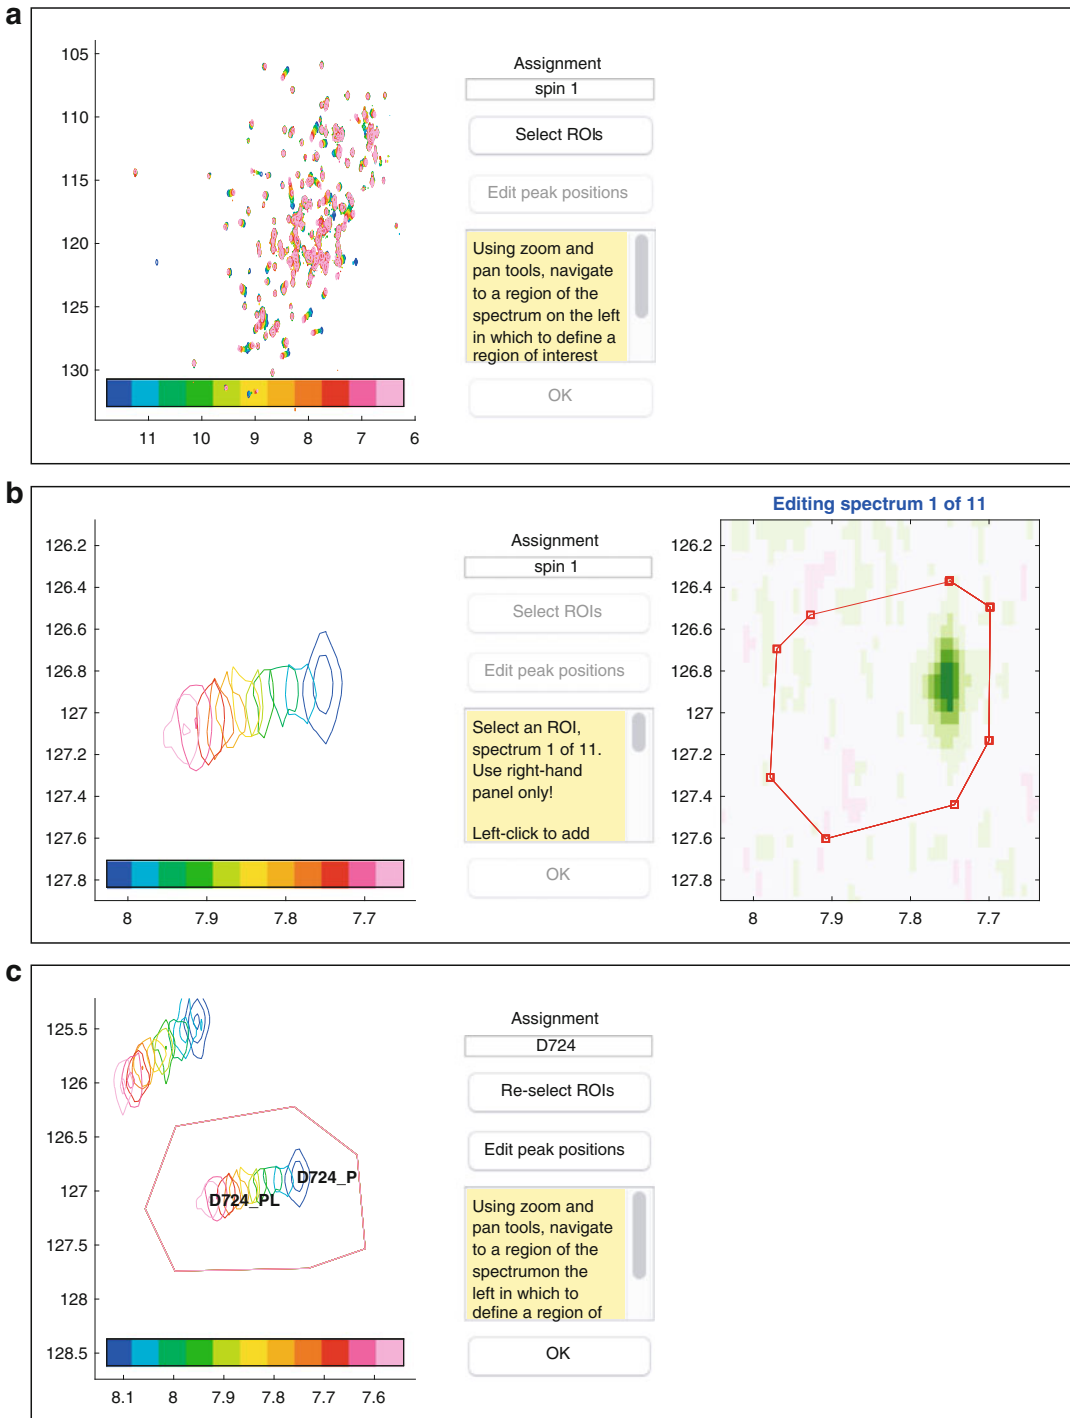 a
105
110
115
120
125
130
11 10 9 8 7 6
Assignment
spin 1
Select ROIs
Edit peak positions
Using zoom and
pan tools, navigate
to a region of the
spectrum on the left
in which to define a
region of interest
OK
b
126.2
126.4
126.6
126.8
127
127.2
127.4
127.6
127.8
8 7.9 7.8 7.7
Assignment
spin 1
Select ROIs
Edit peak positions
Select an ROI,
spectrum 1 of 11.
Use right-hand
panel only!
Left-click to add
OK
Editing spectrum 1 of 11
126.2
126.4
126.6
126.8
127
127.2
127.4
127.6
127.8
8 7.9 7.8 7.7
c
125.5
126
126.5
127
127.5
128
128.5
D724_P
D724_PL
8.1 8 7.9 7.8 7.7 7.6
Assignment
D724
Re-select ROIs
Edit peak positions
Using zoom and
pan tools, navigate
to a region of the
spectrumon the
left in which to
define a region of
OK